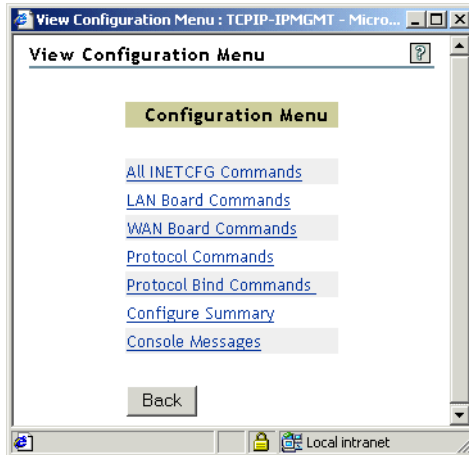 View Configuration Menu : TCPIP-IPMGMT - Micro...
View Configuration Menu
?
Configuration Menu
All INETCFG Commands
LAN Board Commands
WAN Board Commands
Protocol Commands
Protocol Bind Commands
Configure Summary
Console Messages
Back
Local intranet